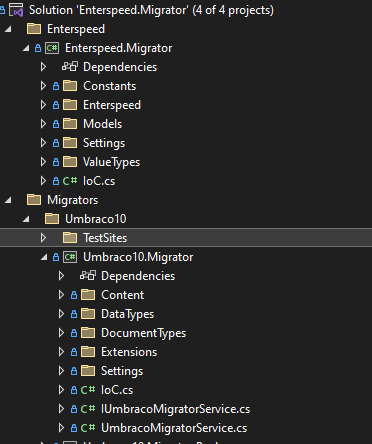 Solution 'Enterspeed.Migrator' (4 of 4 projects)
Enterspeed
C# Enterspeed.Migrator
Dependencies
Constants
Enterspeed
Models
Settings
ValueTypes
C# IoC.cs
Migrators
Umbraco10
TestSites
C# Umbraco10.Migrator
Dependencies
Content
DataTypes
DocumentTypes
Extensions
Settings
C# IoC.cs
C# IUmbracoMigratorService.cs
C# UmbracoMigratorService.cs